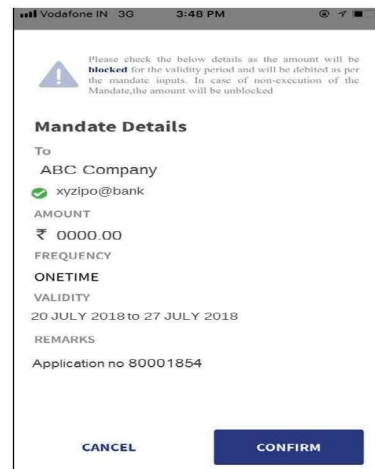 Vodafone IN 3G 3:48 PM
Please check the below details as the amount will be
blocked for the validity period and will be debited as per
the mandate inputs. In case of non-execution of the
Mandate,the amount will be unblocked
Mandate Details
To
ABC Company
xyzipo@bank
AMOUNT
₹ 0000.00
FREQUENCY
ONETIME
VALIDITY
20 JULY 2018 to 27 JULY 2018
REMARKS
Application no 80001854
CANCEL CONFIRM